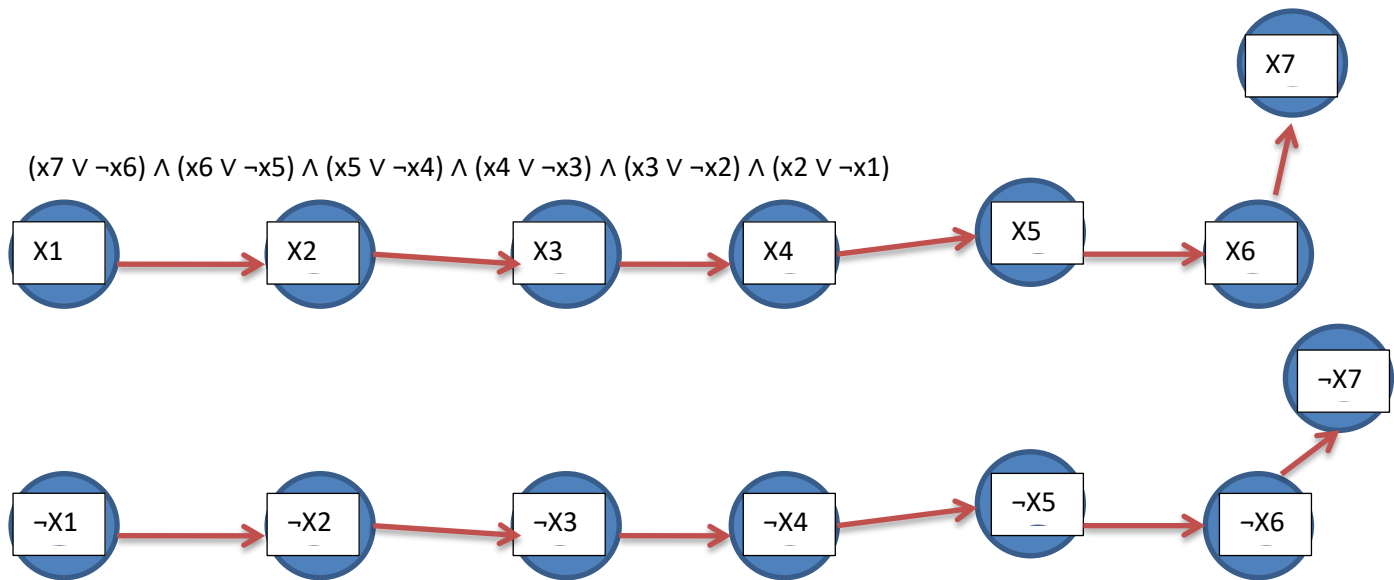 X7
(x7 V ¬x6) Λ (x6 V ¬x5) Λ (x5 V ¬x4) Λ (x4 V ¬x3) Λ (x3 V ¬x2) Λ (x2 V ¬x1)
X1 X2 X3 X4 X5 X6
¬X7
¬X1 ¬X2 ¬X3 ¬X4 ¬X5 ¬X6